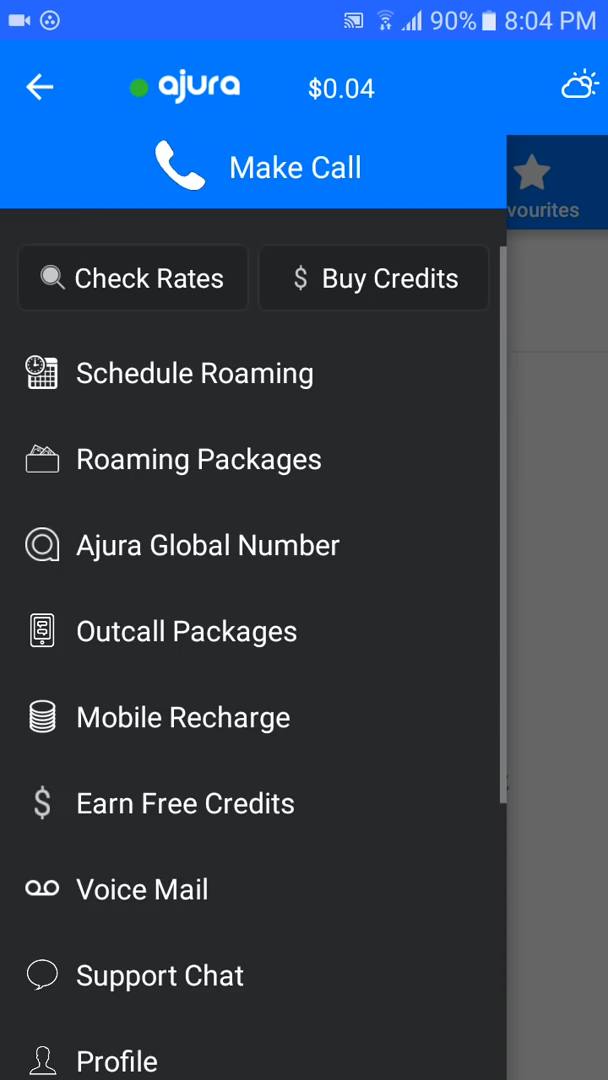 90% 8:04 PM
ajura $0.04
Make Call
vourites
Check Rates Buy Credits
Schedule Roaming
Roaming Packages
Ajura Global Number
Outcall Packages
Mobile Recharge
Earn Free Credits
Voice Mail
Support Chat
Profile